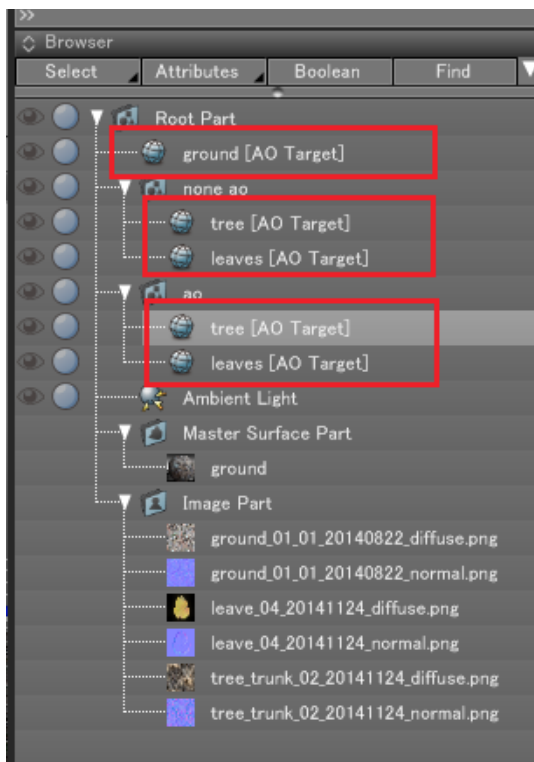 >>
Browser
Select Attributes Boolean Find
Root Part
ground [AO Target]
none ao
tree [AO Target]
leaves [AO Target]
ao
tree [AO Target]
leaves [AO Target]
Ambient Light
Master Surface Part
ground
Image Part
ground_01_01_20140822_diffuse.png
ground_01_01_20140822_normal.png
leave_04_20141124_diffuse.png
leave_04_20141124_normal.png
tree_trunk_02_20141124_diffuse.png
tree_trunk_02_20141124_normal.png